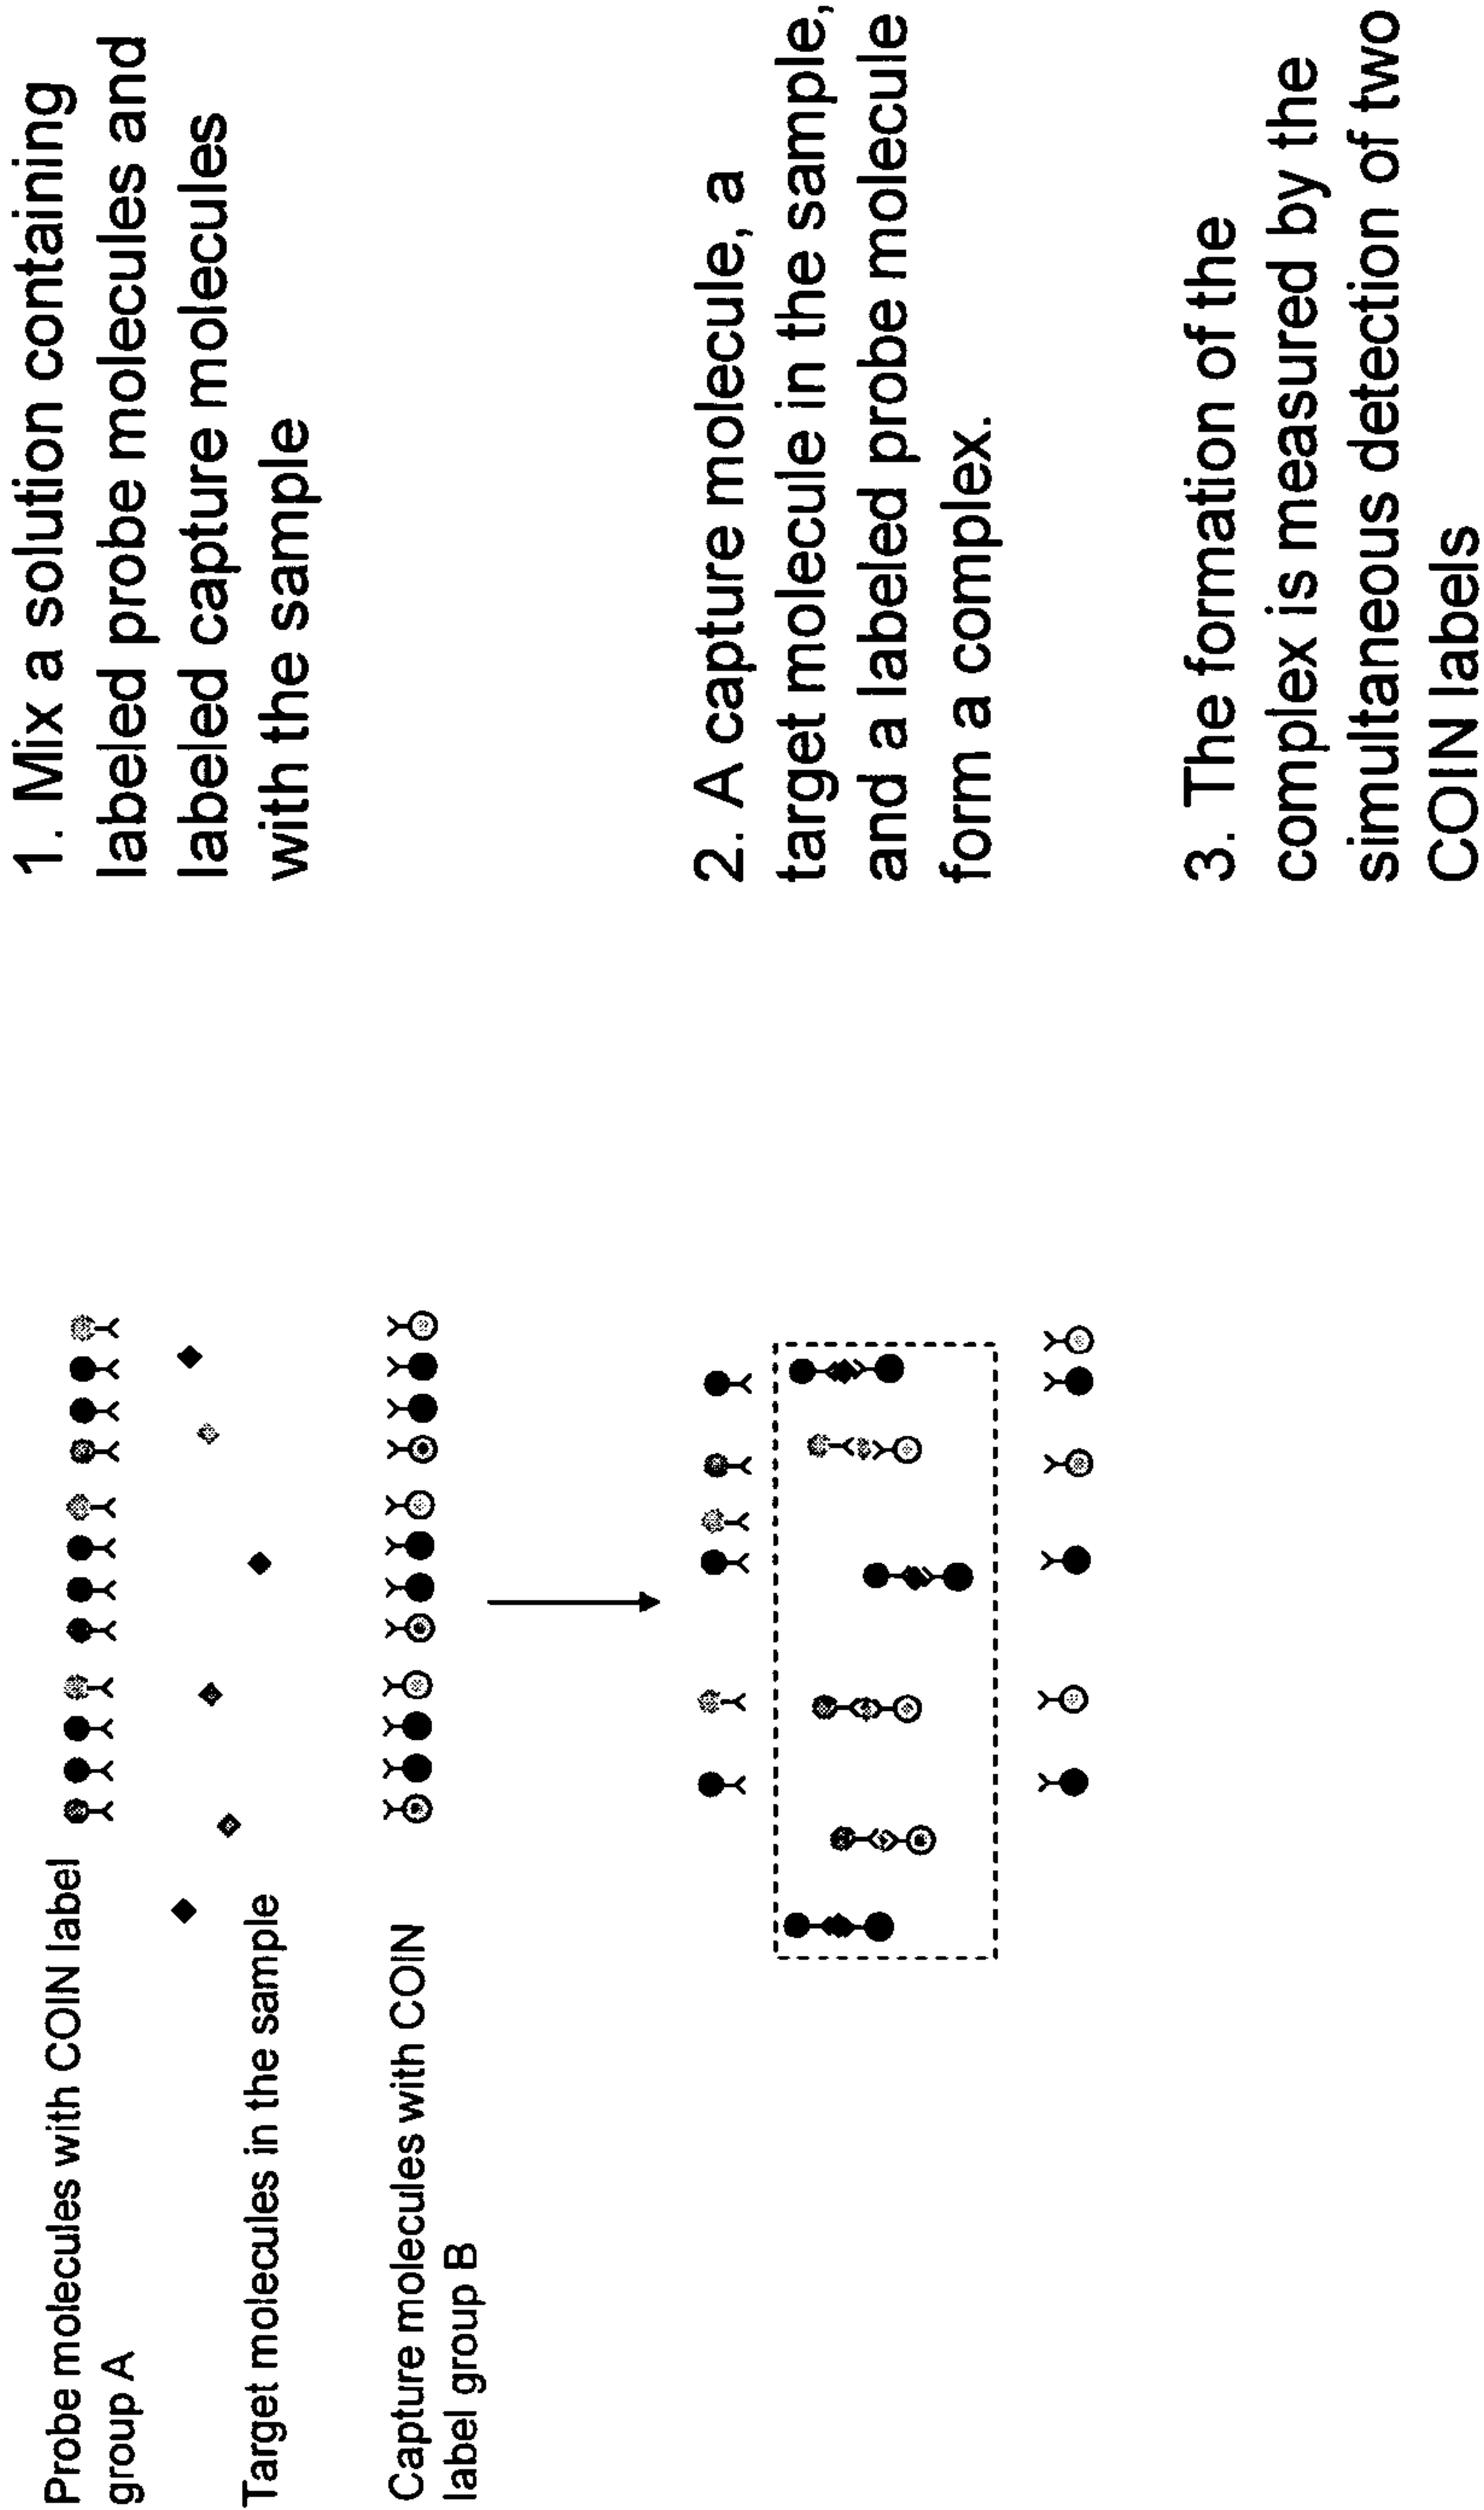 Probe molecules with COIN label
group A
Target molecules in the sample
Capture molecules with COIN
label group B
1. Mix a solution containing
labeled probe molecules and
labeled capture molecules
with the sample
2. A capture molecule, a
target molecule in the sample,
and a labeled probe molecule
form a complex.
3. The formation of the
complex is measured by the
simultaneous detection of two
COIN labels